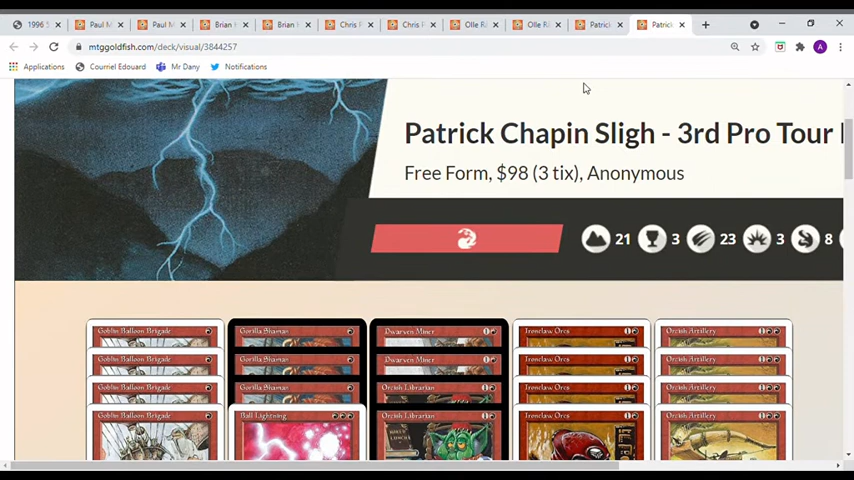 1996 S
Paul M
Paul M
Brian H
Brian H
Chris R
Chris R
Olle RÅ
Olle RÅ
Patrick
Patrick
mtggoldfish.com/deck/visual/3844257
A
Applications
Courriel Edouard
Mr Dany
Notifications
Patrick Chapin Sligh - 3rd Pro Tour
Free Form, $98 (3 tix), Anonymous
21 3 23 3 8
Goblin Balloon Brigade Gorilla Shaman Dwarven Miner Ironclaw Orcs Orcish Artillery
Goblin Balloon Brigade Gorilla Shaman Dwarven Miner Ironclaw Orcs Orcish Artillery
Goblin Balloon Brigade Gorilla Shaman Orcish Librarian Ironclaw Orcs Orcish Artillery
Goblin Balloon Brigade Ball Lightning Orcish Librarian Ironclaw Orcs Orcish Artillery